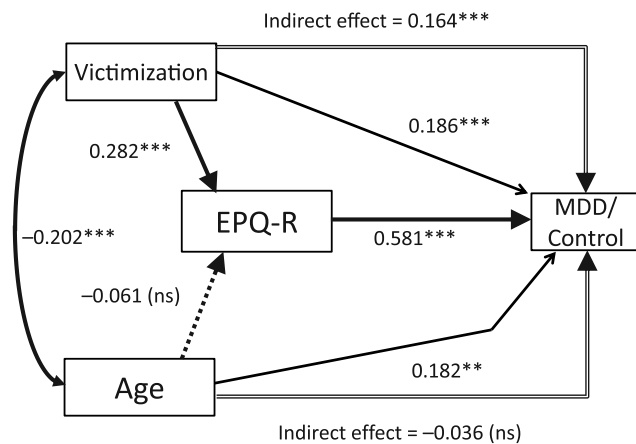 Indirect effect = 0.164***
Victimization
0.186***
0.282***
EPQ-R
MDD/
Control
–0.202***
0.581***
–0.061 (ns)
Age
0.182**
Indirect effect = –0.036 (ns)